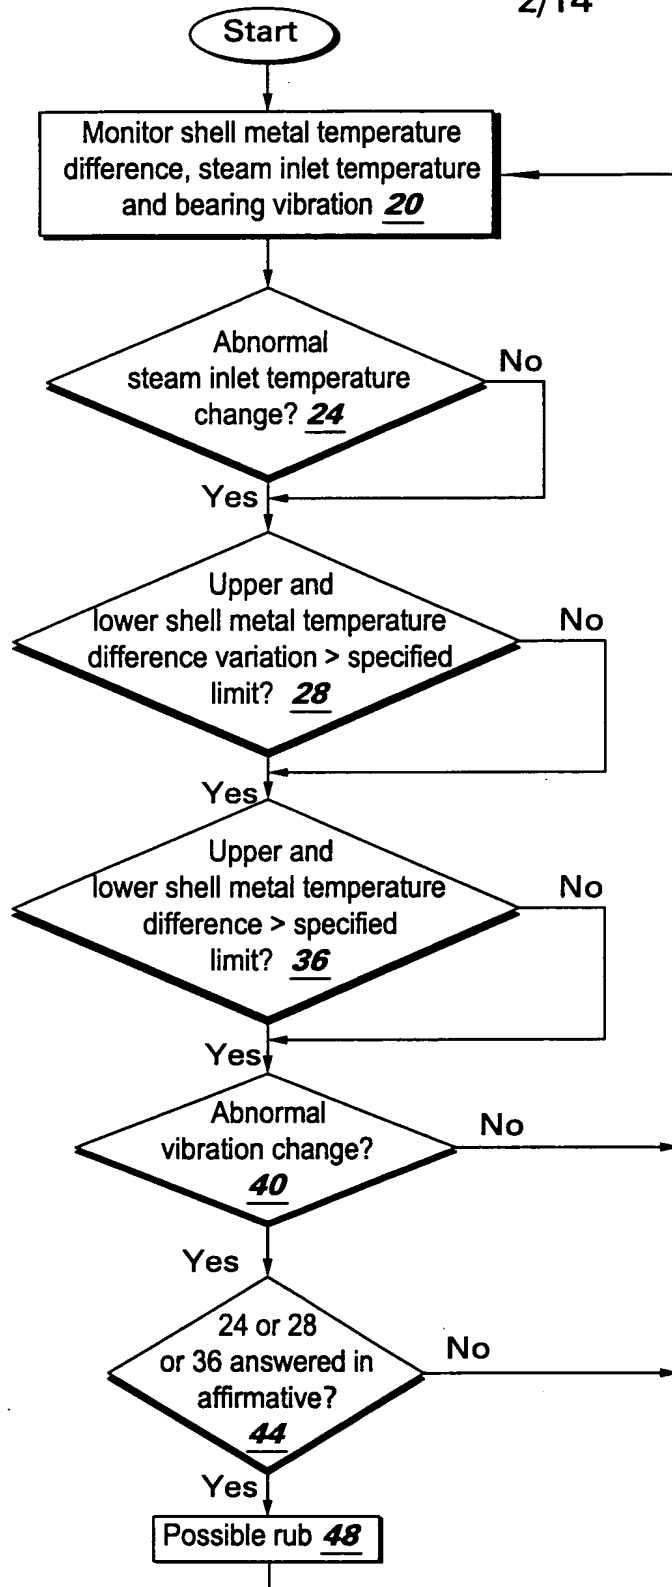 2/14
Start
Monitor shell metal temperature
difference, steam inlet temperature
and bearing vibration 20
Abnormal
steam inlet temperature
change? 24
No
Yes
Upper and
lower shell metal temperature
difference variation > specified
limit? 28
No
Yes
Upper and
lower shell metal temperature
difference > specified
limit? 36
No
Yes
Abnormal
vibration change?
40
No
Yes
24 or 28
or 36 answered in
affirmative?
44
No
Yes
Possible rub 48